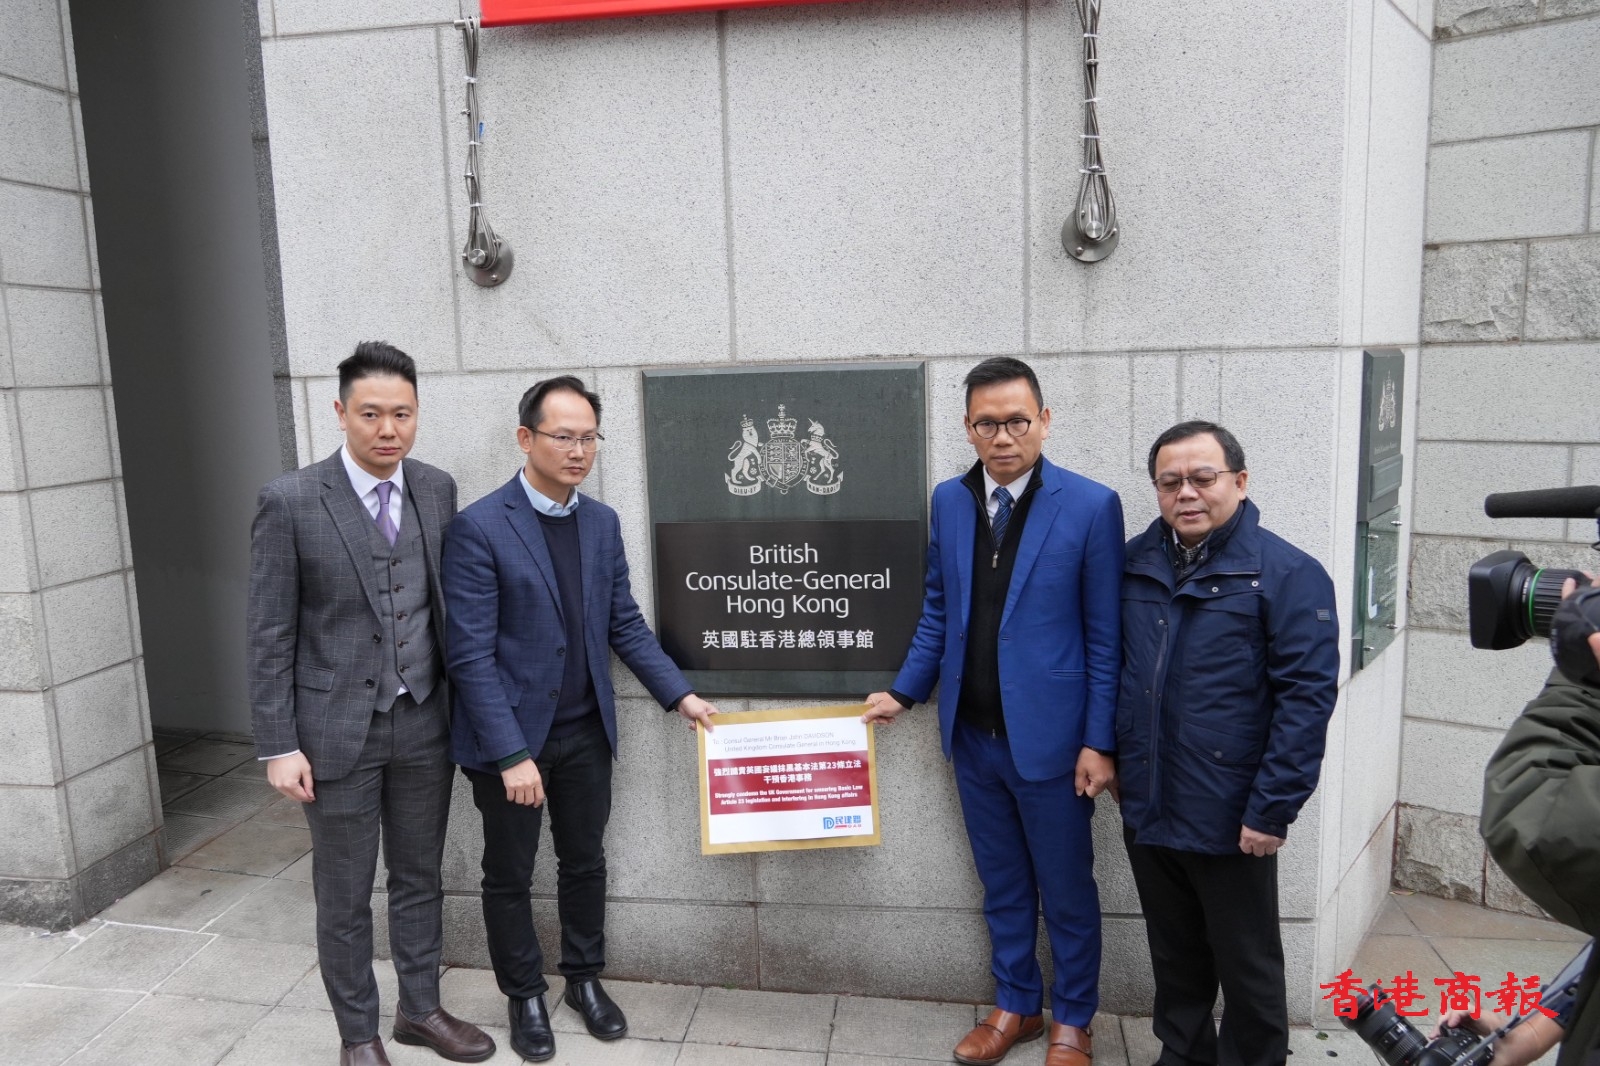 DIEU ET MON DROIT
British
Consulate-General
Hong Kong
英國駐香港總領事館
To : Consul General Mr Brian John DAVIDSON
United Kingdom Consulate-General in Hong Kong
強烈譴責英國妄圖抹黑基本法第23條立法
干預香港事務
Strongly condemn the UK Government for smearing Basic Law
Article 23 legislation and interfering in Hong Kong affairs
民建聯
DAB
香港商報